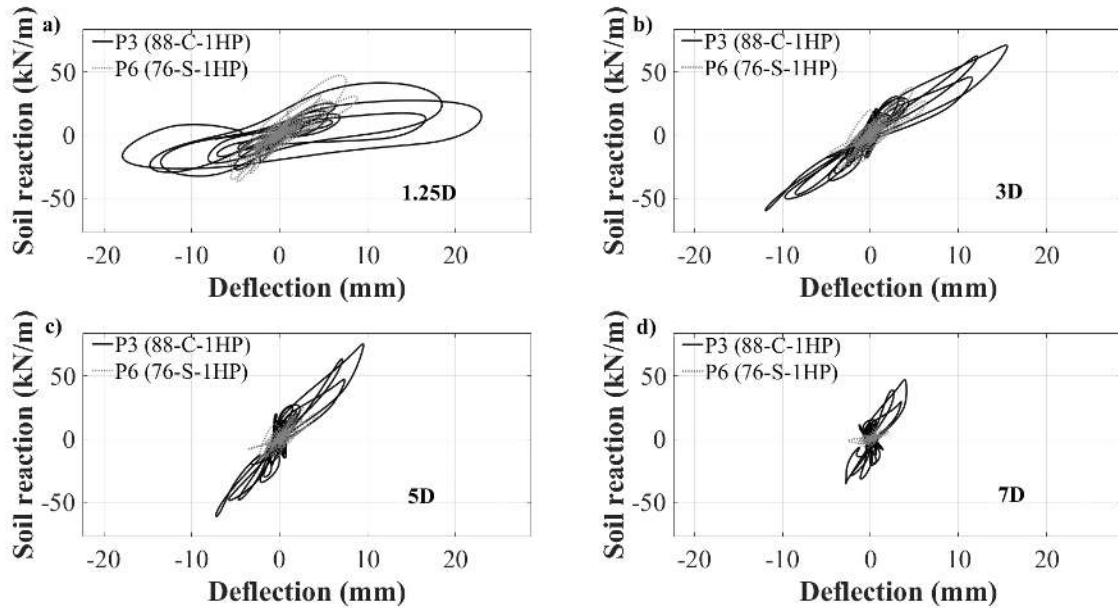 a)
P3 (88-C-1HP)
P6 (76-S-1HP)
Soil reaction (kN/m)
50
0
-50
1.25D
-20 -10 0 10 20
Deflection (mm)
b)
P3 (88-C-1HP)
P6 (76-S-1HP)
Soil reaction (kN/m)
50
0
-50
3D
-20 -10 0 10 20
Deflection (mm)
c)
P3 (88-C-1HP)
P6 (76-S-1HP)
Soil reaction (kN/m)
50
0
-50
5D
-20 -10 0 10 20
Deflection (mm)
d)
P3 (88-C-1HP)
P6 (76-S-1HP)
Soil reaction (kN/m)
50
0
-50
7D
-20 -10 0 10 20
Deflection (mm)